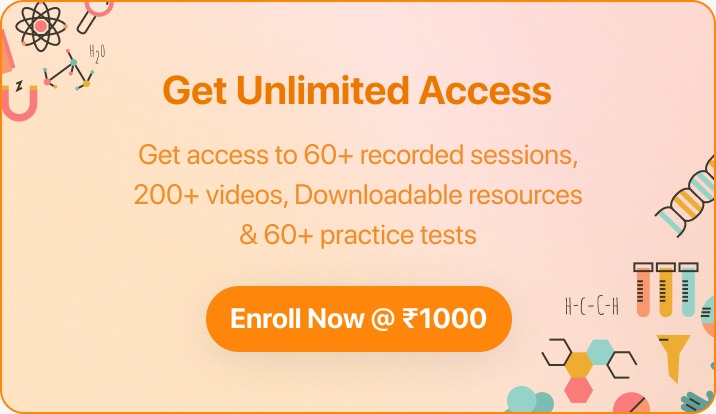 H2O
Get Unlimited Access
Get access to 60+ recorded sessions,
200+ videos, Downloadable resources
& 60+ practice tests
Enroll Now @ ₹1000
H-C-C-H